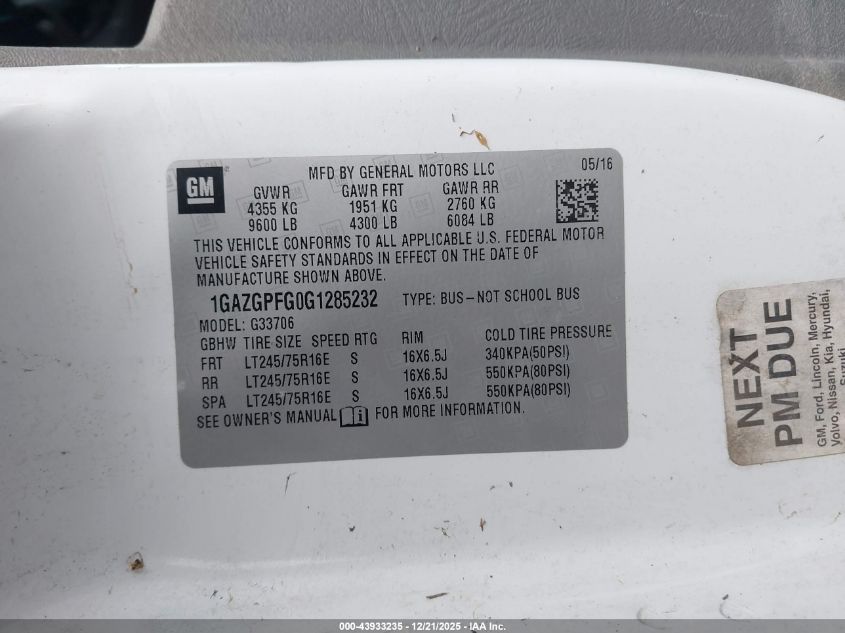 GM
MFD BY GENERAL MOTORS LLC 05/16
GVWR GAWR FRT GAWR RR
4355 KG 1951 KG 2760 KG
9600 LB 4300 LB 6084 LB
THIS VEHICLE CONFORMS TO ALL APPLICABLE U.S. FEDERAL MOTOR
VEHICLE SAFETY STANDARDS IN EFFECT ON THE DATE OF
MANUFACTURE SHOWN ABOVE.
1GAZGPFG0G1285232 TYPE: BUS-NOT SCHOOL BUS
MODEL: G33706
GBHW TIRE SIZE SPEED RTG RIM COLD TIRE PRESSURE
FRT LT245/75R16E S 16X6.5J 340KPA(50PSI)
RR LT245/75R16E S 16X6.5J 550KPA(80PSI)
SPA LT245/75R16E S 16X6.5J 550KPA(80PSI)
SEE OWNER'S MANUAL i FOR MORE INFORMATION.
NEXT
PM DUE
GM, Ford, Lincoln, Mercury,
Volvo, Nissan, Kia, Hyundai,
Suzuki
000-43933235 - 12/21/2025 - IAA, Inc.